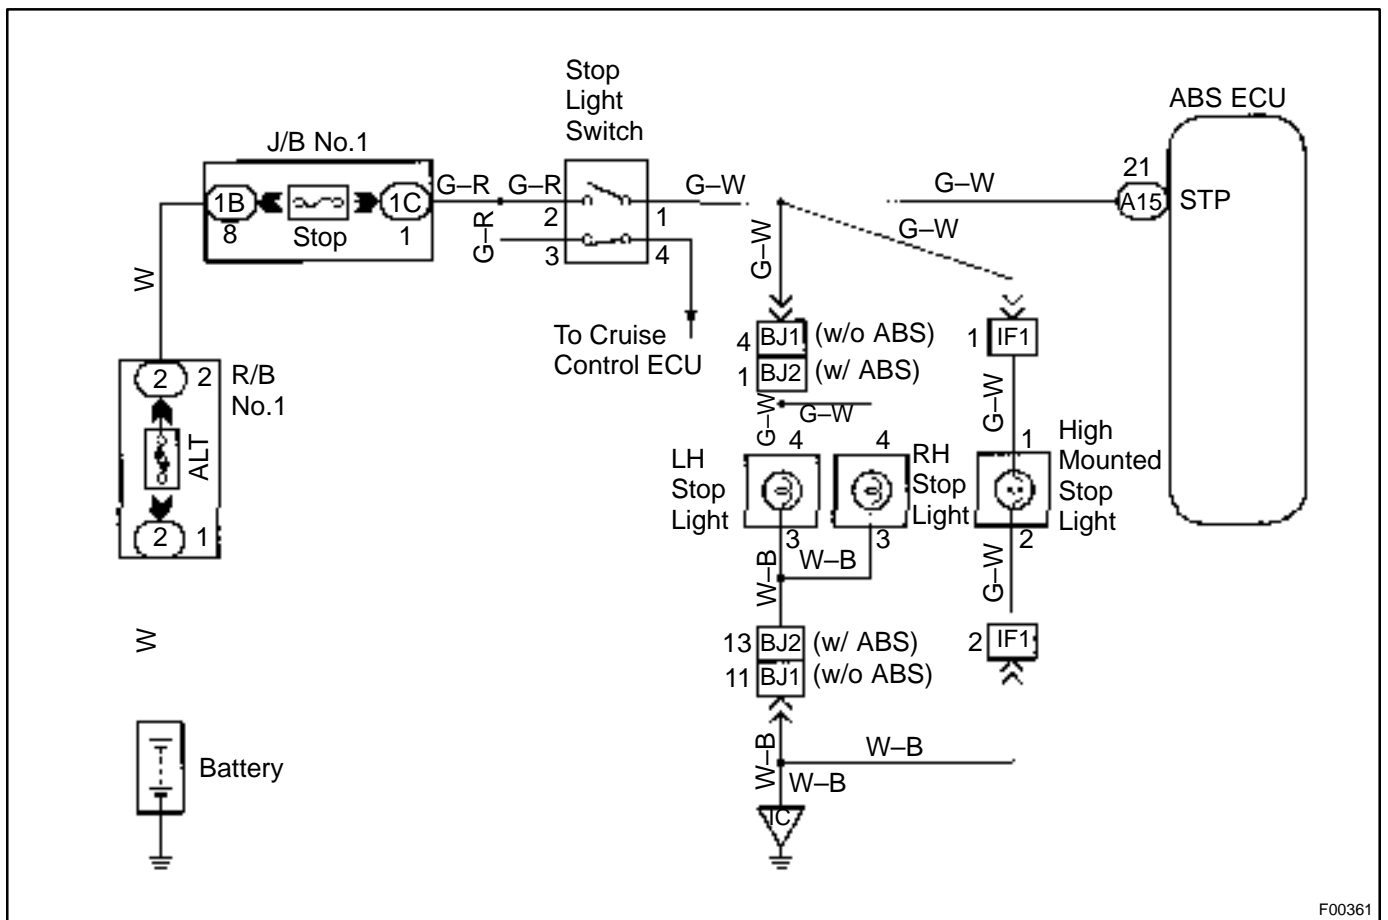 Stop
Light
Switch
ABS ECU
J/B No.1
G–R
G–R
G–W
G–W
21
1B
1C
A15
STP
8
Stop
1
2
1
G–R
3
4
G–W
G–W
W
To Cruise
Control ECU
4
BJ1
(w/o ABS)
1
IF1
1
BJ2
(w/ ABS)
2
2
R/B
No.1
G–W
G–W
G–W
ALT
4
4
1
High
Mounted
Stop
Light
LH
Stop
Light
RH
Stop
Light
2
1
3
3
2
W–B
W–B
G–W
W
13
BJ2
(w/ ABS)
2
IF1
11
BJ1
(w/o ABS)
W–B
W–B
W–B
Battery
IC
F00361